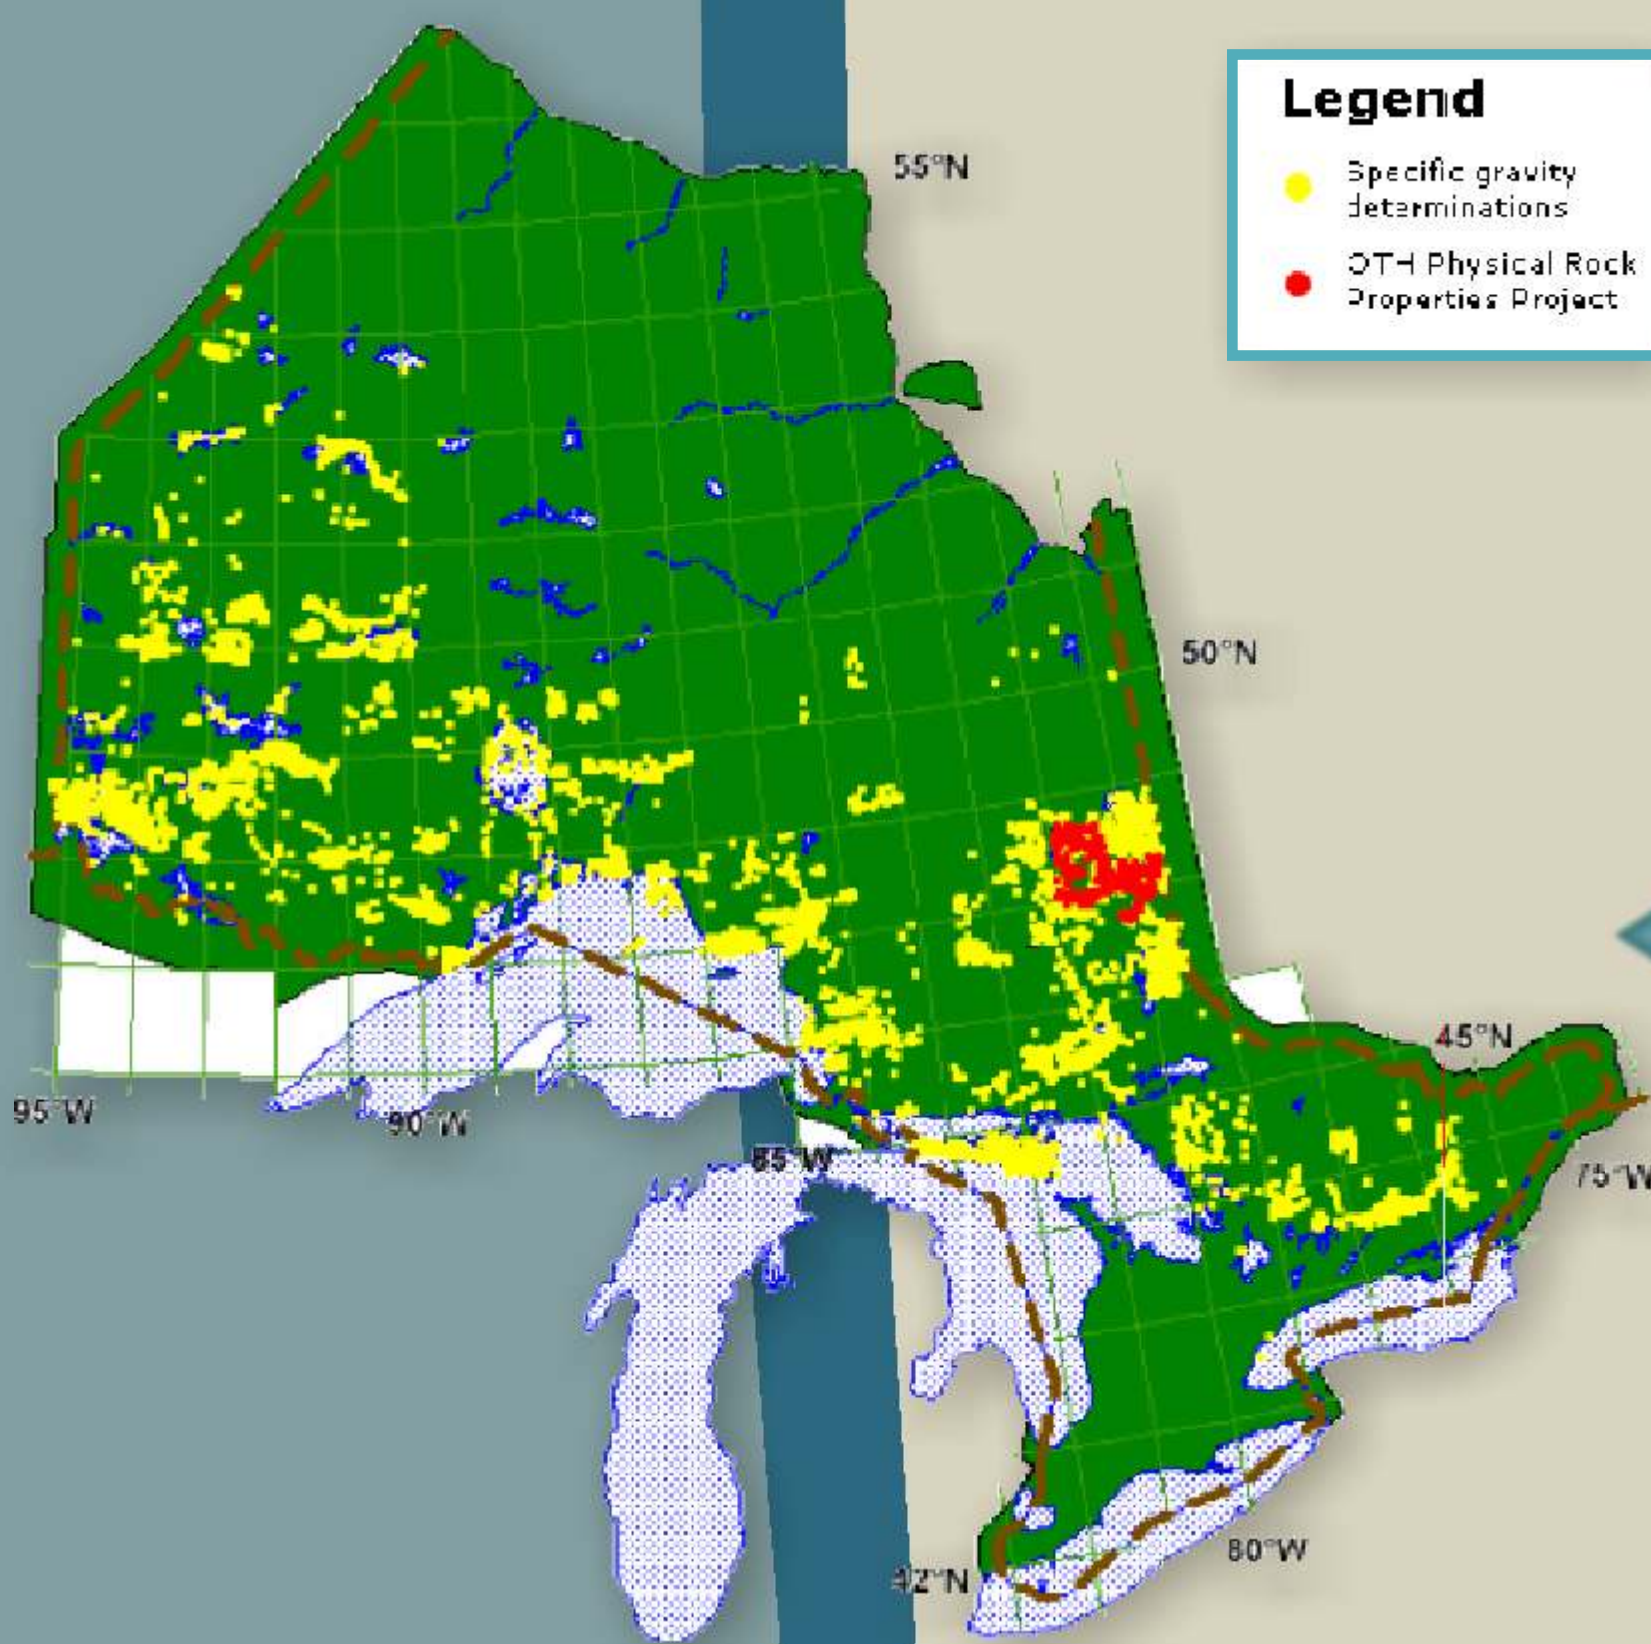 Legend
Specific gravity
determinations
OTH Physical Rock
Properties Project
55°N
50°N
45°N
95°W
90°W
85°W
75°W
80°W
42°N